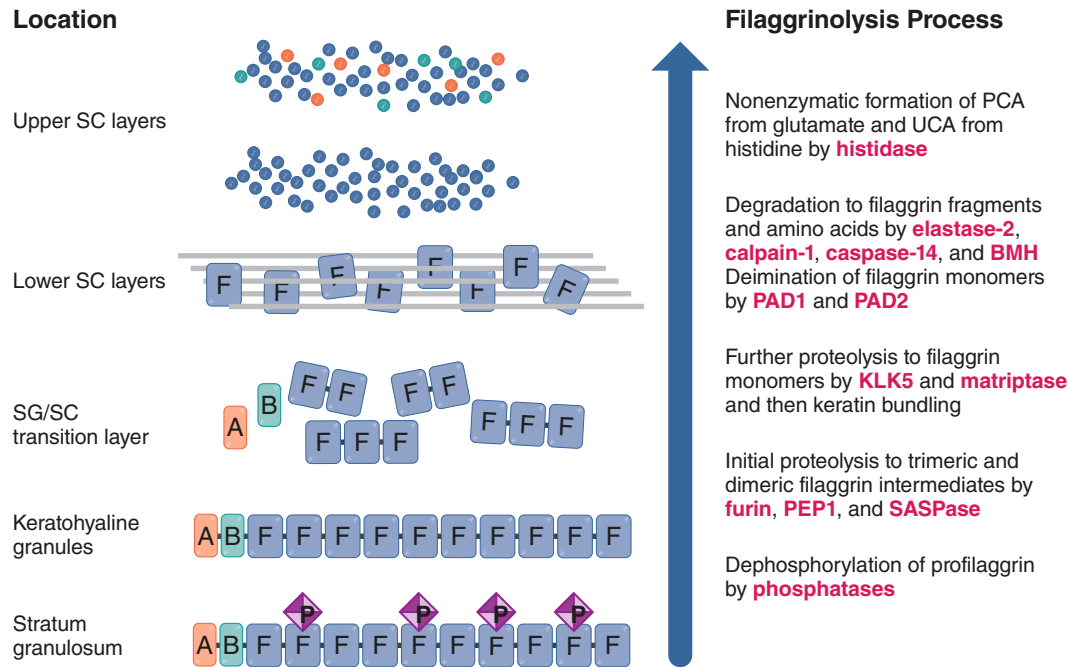 Location
Filaggrinolysis Process
Upper SC layers
Nonenzymatic formation of PCA
from glutamate and UCA from
histidine by histidase
Degradation to filaggrin fragments
and amino acids by elastase-2,
calpain-1, caspase-14, and BMH
Deimination of filaggrin monomers
by PAD1 and PAD2
Lower SC layers
F F F F F F F F
Further proteolysis to filaggrin
monomers by KLK5 and matriptase
and then keratin bundling
SG/SC
transition layer
A B F F F F F F F F F F
Initial proteolysis to trimeric and
dimeric filaggrin intermediates by
furin, PEP1, and SASPase
Keratohyaline
granules
A B F F F F F F F F F F
Dephosphorylation of profilaggrin
by phosphatases
Stratum
granulosum
P P P P
A B F F F F F F F F F F